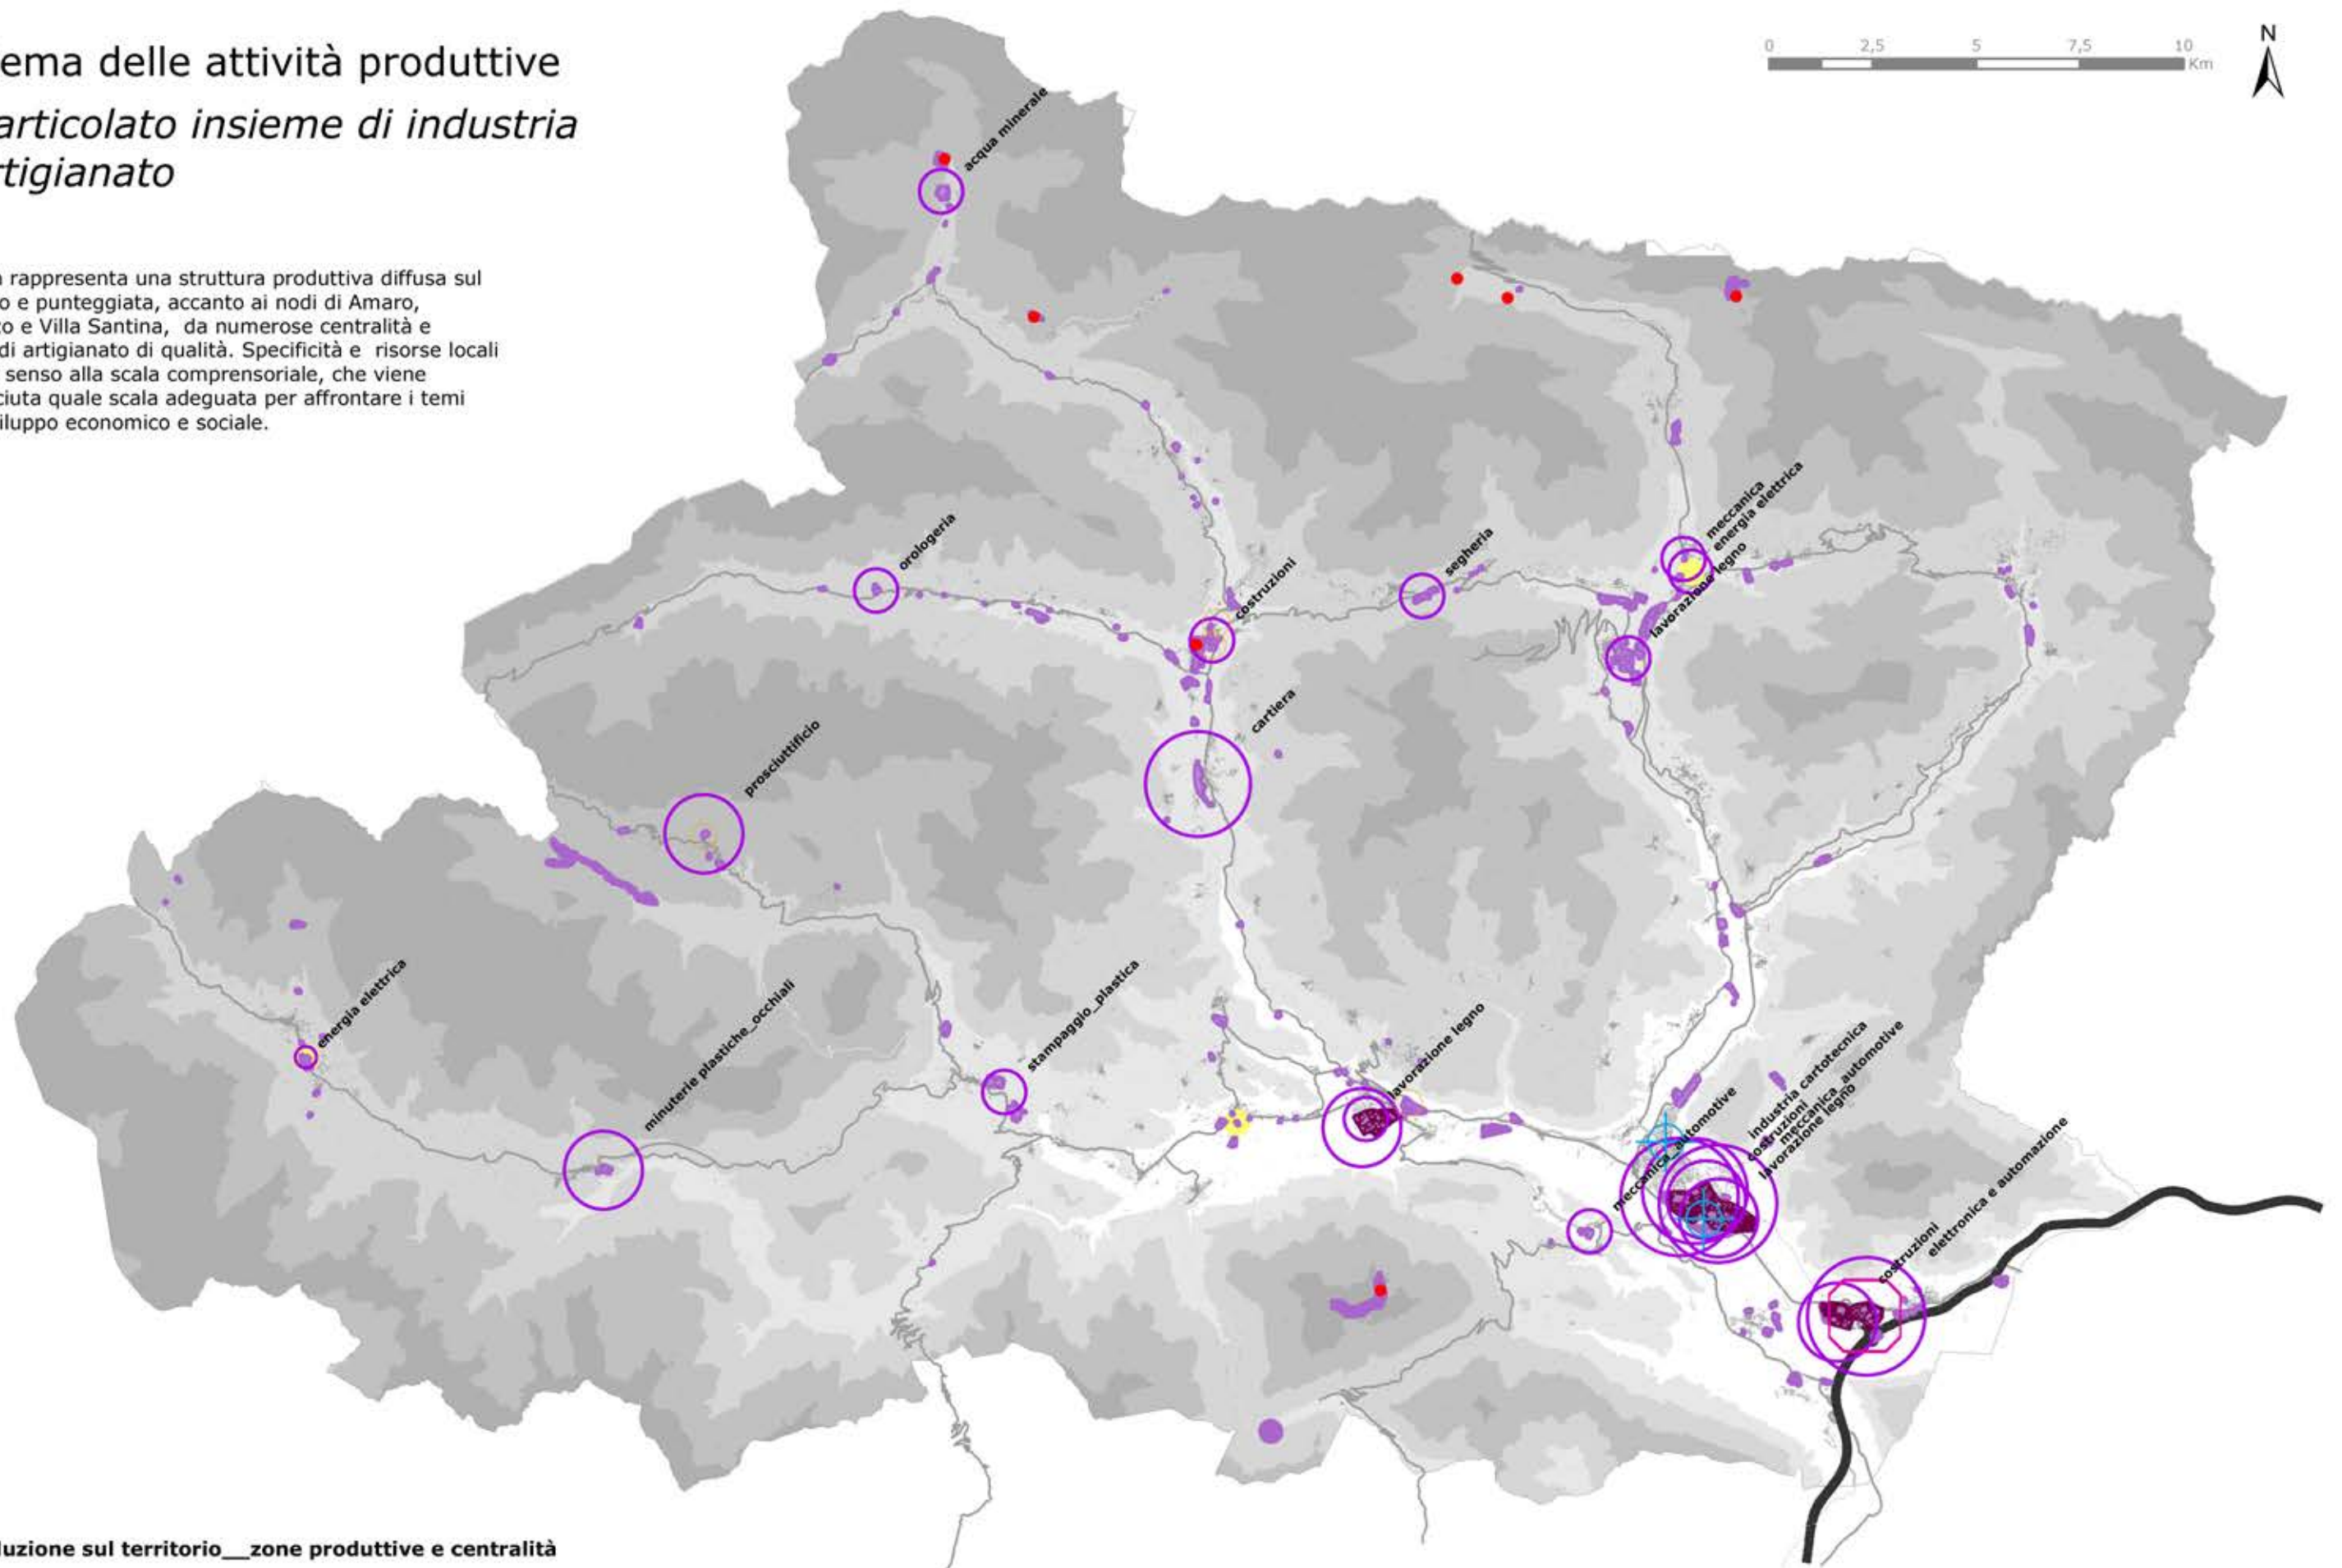 ema delle attività produttive
articolato insieme di industria
rtigianato
rappresenta una struttura produttiva diffusa sul
o e punteggiata, accanto ai nodi di Amaro,
o e Villa Santina, da numerose centralità e
di artigianato di qualità. Specificità e risorse locali
senso alla scala comprensoriale, che viene
ciuta quale scala adeguata per affrontare i temi
iluppo economico e sociale.
0 2,5 5 7,5 10
Km
N
acqua minerale
orologeria
costruzioni
segheria
meccanica
energia elettrica
lavorazione legno
cartiera
prosciuttificio
energia elettrica
minuterie plastiche_occhiali
stampaggio_plastica
lavorazione legno
meccanica_automotive
industria cartotecnica
costruzioni
meccanica_automotive
lavorazione legno
costruzioni
elettronica e automazione
luzione sul territorio__zone produttive e centralità